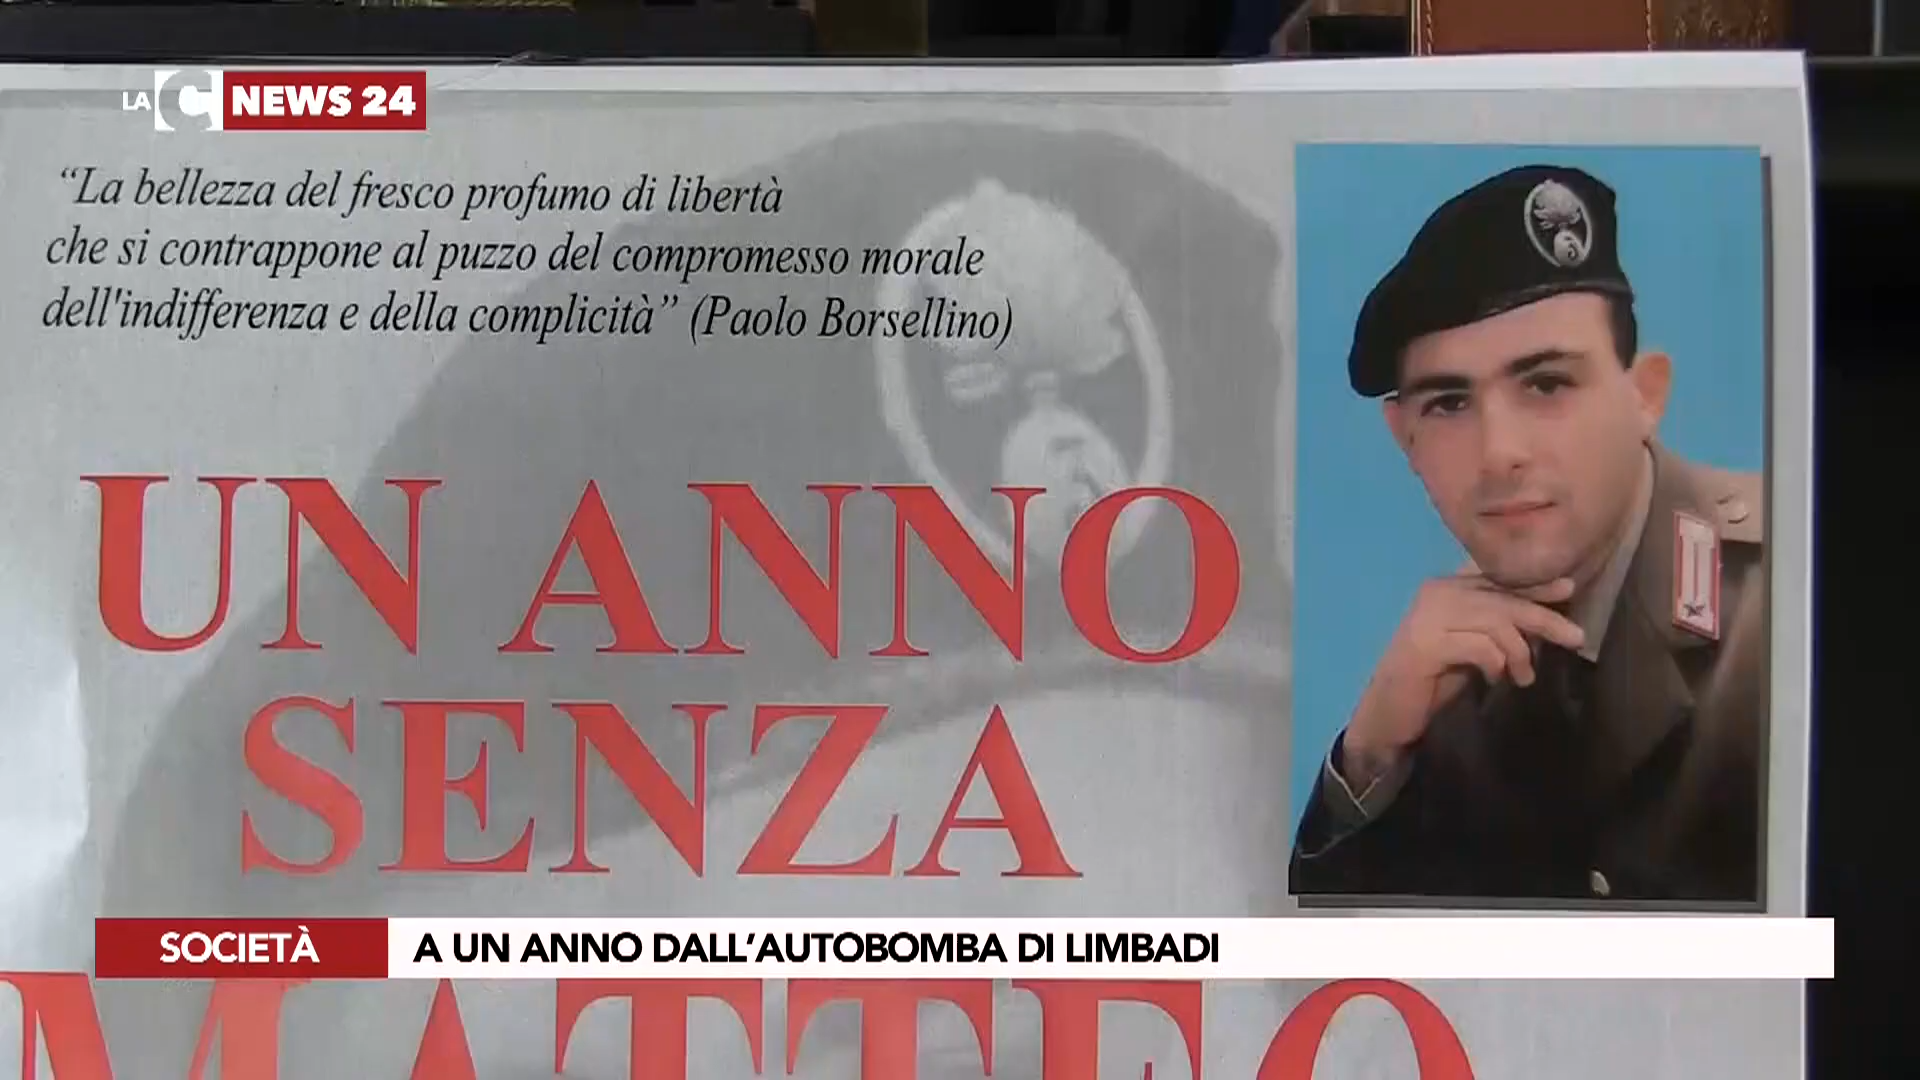 LA C NEWS 24
“La bellezza del fresco profumo di libertà
che si contrappone al puzzo del compromesso morale
dell'indifferenza e della complicità” (Paolo Borsellino)
UN ANNO
SENZA
SOCIETÀ A UN ANNO DALL’AUTOBOMBA DI LIMBADI
MATTEO